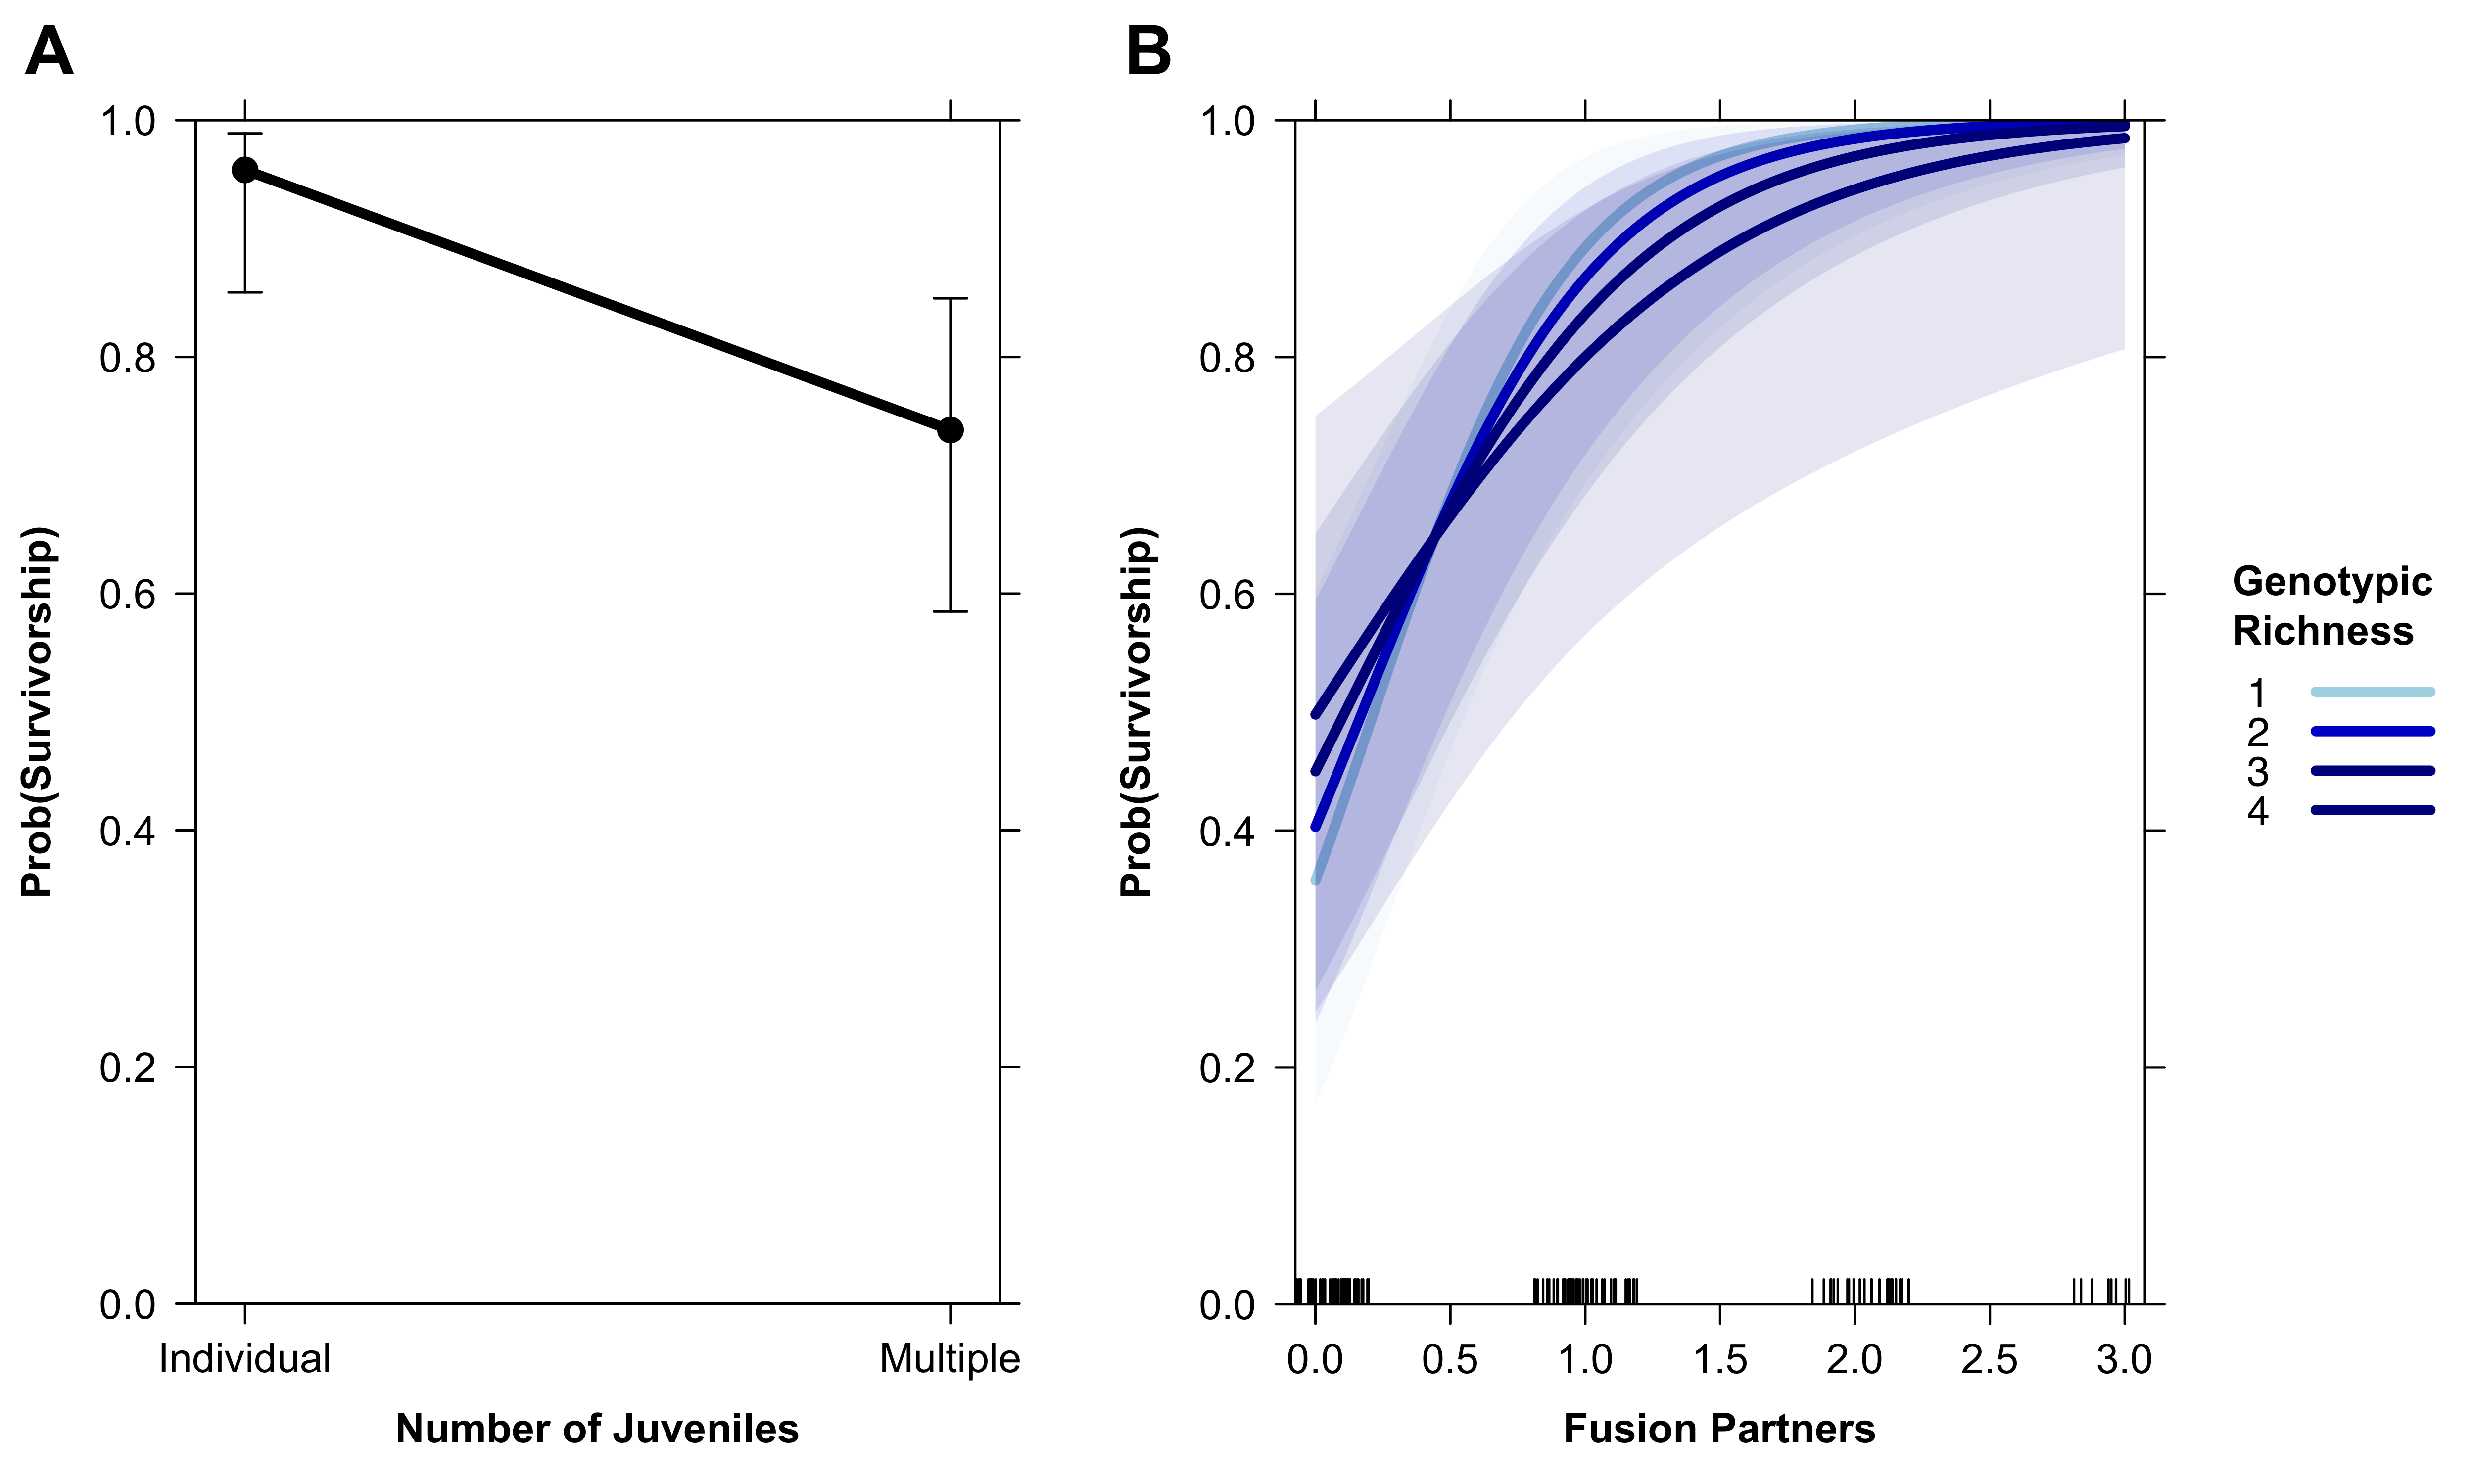 A
Prob(Survivorship)
1.0
0.8
0.6
0.4
0.2
0.0
Individual
Multiple
Number of Juveniles
B
Prob(Survivorship)
1.0
0.8
0.6
0.4
0.2
0.0
0.0 0.5 1.0 1.5 2.0 2.5 3.0
Fusion Partners
Genotypic
Richness
1
2
3
4